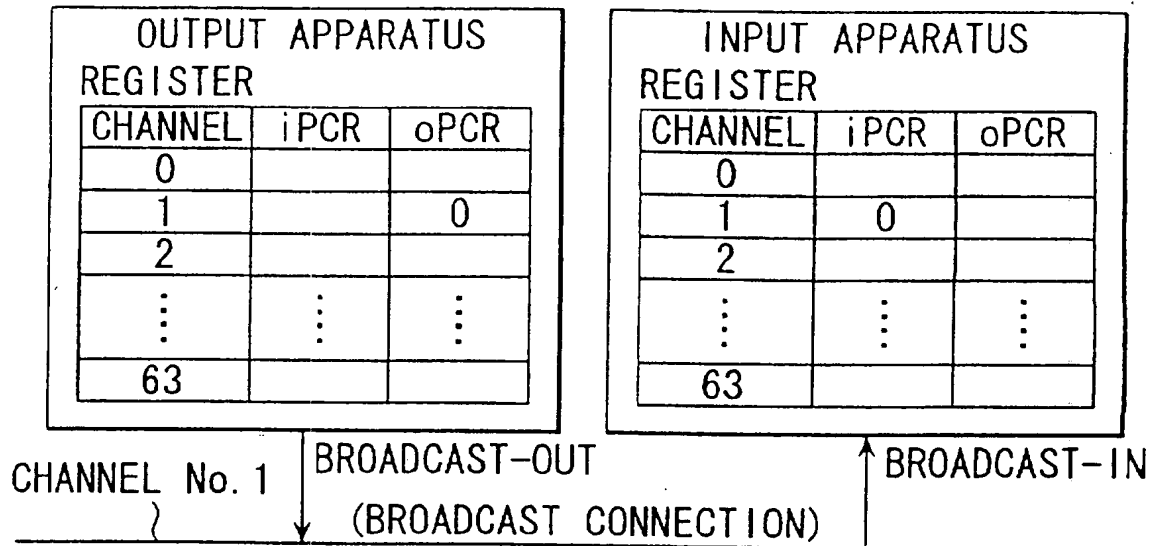 OUTPUT APPARATUS
REGISTER
CHANNEL iPCR oPCR
0
1 0
2
⋮ ⋮ ⋮
63
INPUT APPARATUS
REGISTER
CHANNEL iPCR oPCR
0
1 0
2
⋮ ⋮ ⋮
63
BROADCAST-OUT
BROADCAST-IN
CHANNEL No. 1
(BROADCAST CONNECTION)